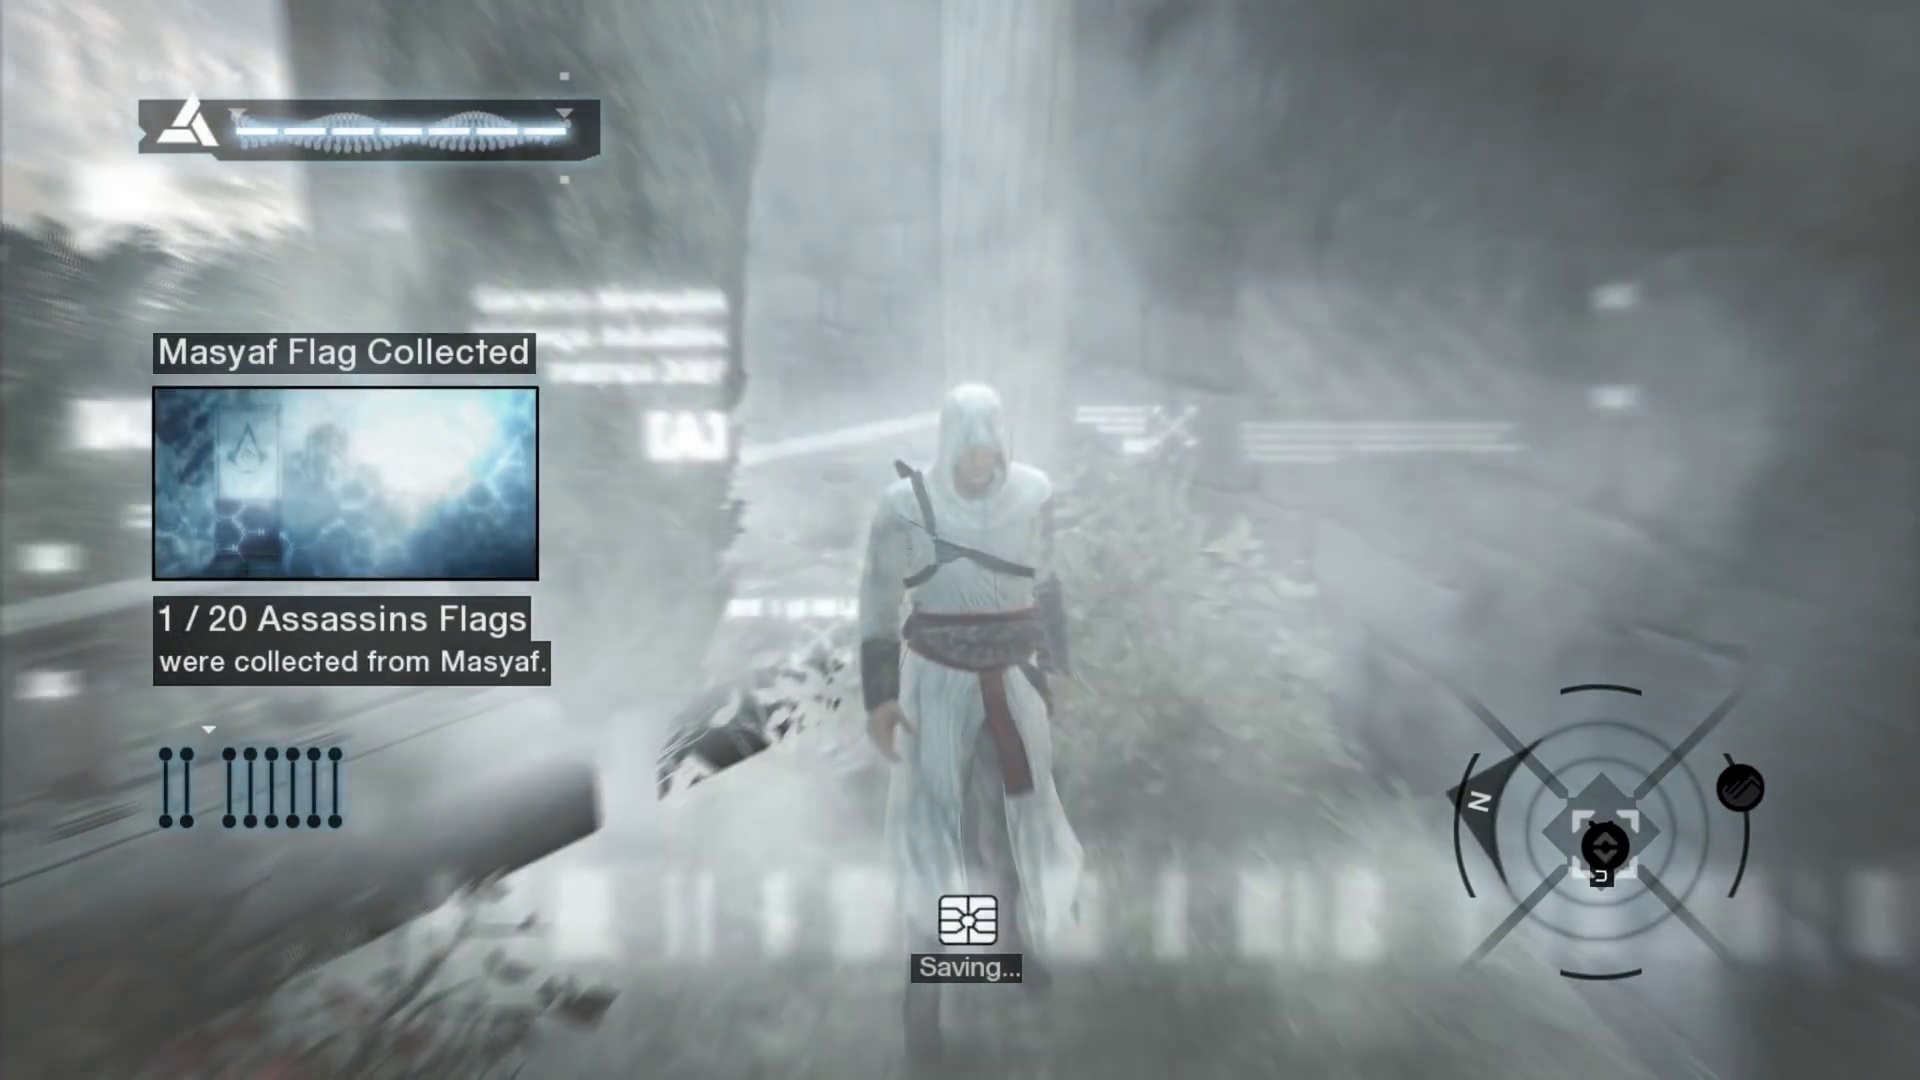 Masyaf Flag Collected
1 / 20 Assassins Flags
were collected from Masyaf.
[A]
N
Saving...